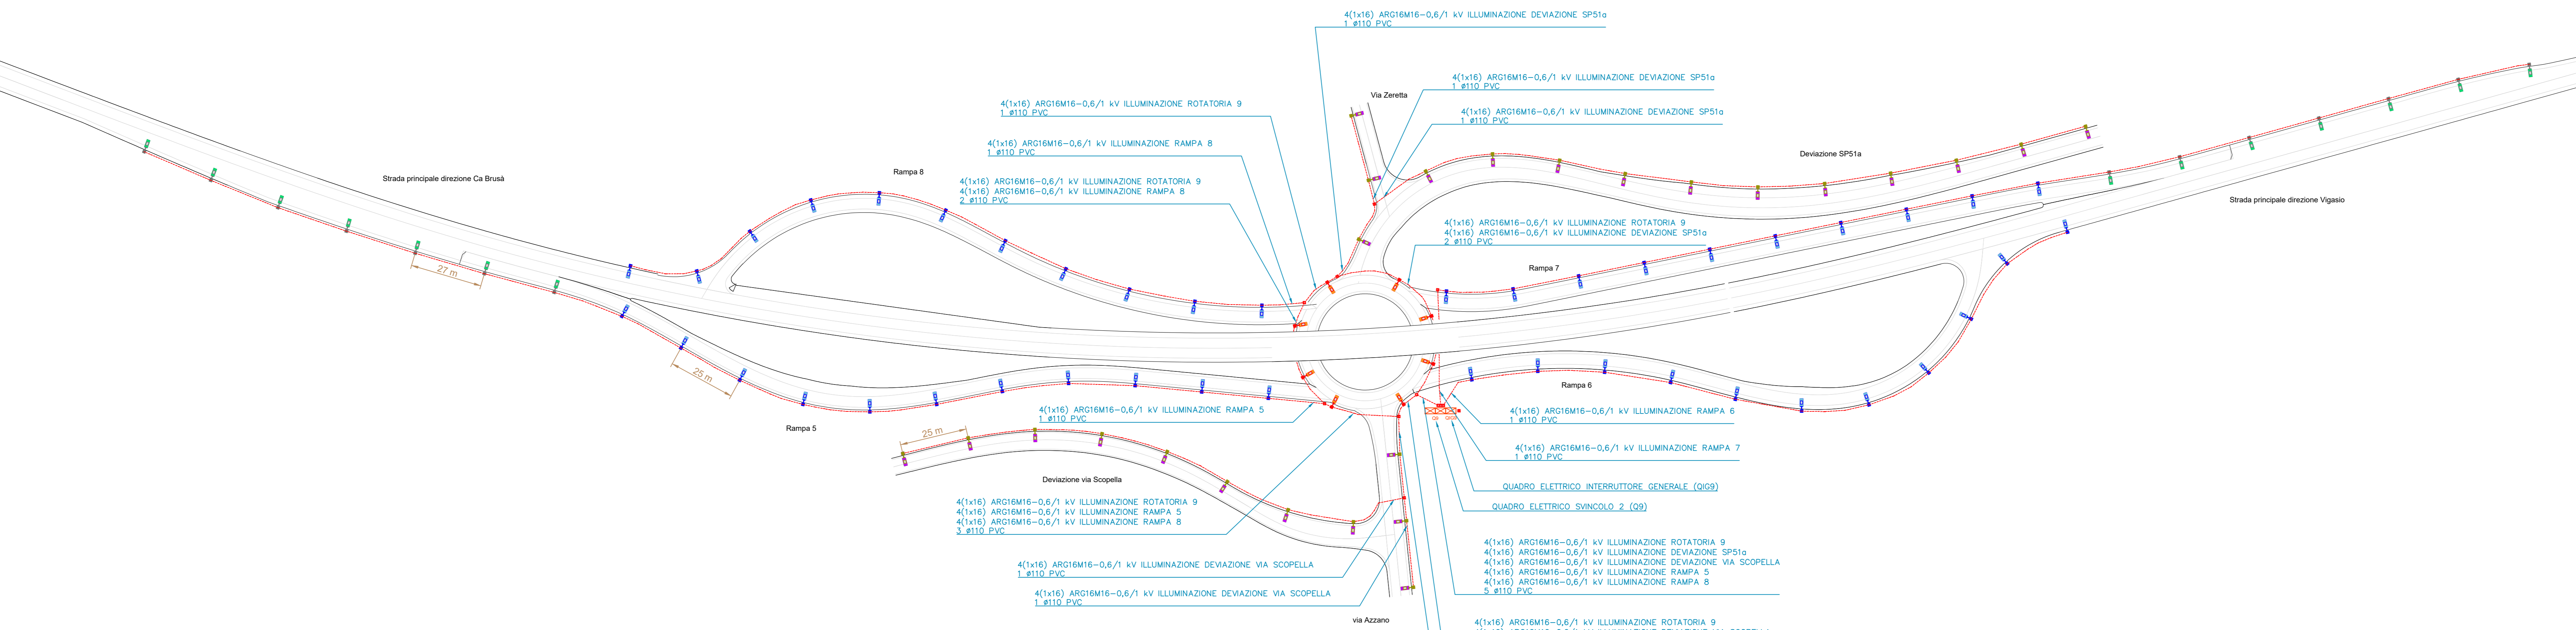 4(1x16) ARG16M16-0,6/1 kV ILLUMINAZIONE DEVIAZIONE SP51a
1 ø110 PVC
4(1x16) ARG16M16-0,6/1 kV ILLUMINAZIONE DEVIAZIONE SP51a
1 ø110 PVC
Via Zeretta
4(1x16) ARG16M16-0,6/1 kV ILLUMINAZIONE ROTATORIA 9
1 ø110 PVC
4(1x16) ARG16M16-0,6/1 kV ILLUMINAZIONE DEVIAZIONE SP51a
1 ø110 PVC
4(1x16) ARG16M16-0,6/1 kV ILLUMINAZIONE RAMPA 8
1 ø110 PVC
Deviazione SP51a
Rampa 8
Strada principale direzione Ca Brusà
4(1x16) ARG16M16-0,6/1 kV ILLUMINAZIONE ROTATORIA 9
4(1x16) ARG16M16-0,6/1 kV ILLUMINAZIONE RAMPA 8
2 ø110 PVC
Strada principale direzione Vigasio
4(1x16) ARG16M16-0,6/1 kV ILLUMINAZIONE ROTATORIA 9
4(1x16) ARG16M16-0,6/1 kV ILLUMINAZIONE DEVIAZIONE SP51a
2 ø110 PVC
Rampa 7
27 m
25 m
Rampa 6
4(1x16) ARG16M16-0,6/1 kV ILLUMINAZIONE RAMPA 5
1 ø110 PVC
4(1x16) ARG16M16-0,6/1 kV ILLUMINAZIONE RAMPA 6
1 ø110 PVC
Rampa 5
25 m
4(1x16) ARG16M16-0,6/1 kV ILLUMINAZIONE RAMPA 7
1 ø110 PVC
Deviazione via Scopella
QUADRO ELETTRICO INTERRUTTORE GENERALE (QIG9)
QUADRO ELETTRICO SVINCOLO 2 (Q9)
4(1x16) ARG16M16-0,6/1 kV ILLUMINAZIONE ROTATORIA 9
4(1x16) ARG16M16-0,6/1 kV ILLUMINAZIONE RAMPA 5
4(1x16) ARG16M16-0,6/1 kV ILLUMINAZIONE RAMPA 8
3 ø110 PVC
4(1x16) ARG16M16-0,6/1 kV ILLUMINAZIONE ROTATORIA 9
4(1x16) ARG16M16-0,6/1 kV ILLUMINAZIONE DEVIAZIONE SP51a
4(1x16) ARG16M16-0,6/1 kV ILLUMINAZIONE DEVIAZIONE VIA SCOPELLA
4(1x16) ARG16M16-0,6/1 kV ILLUMINAZIONE RAMPA 5
4(1x16) ARG16M16-0,6/1 kV ILLUMINAZIONE RAMPA 8
5 ø110 PVC
4(1x16) ARG16M16-0,6/1 kV ILLUMINAZIONE DEVIAZIONE VIA SCOPELLA
1 ø110 PVC
4(1x16) ARG16M16-0,6/1 kV ILLUMINAZIONE DEVIAZIONE VIA SCOPELLA
1 ø110 PVC
via Azzano
4(1x16) ARG16M16-0,6/1 kV ILLUMINAZIONE ROTATORIA 9